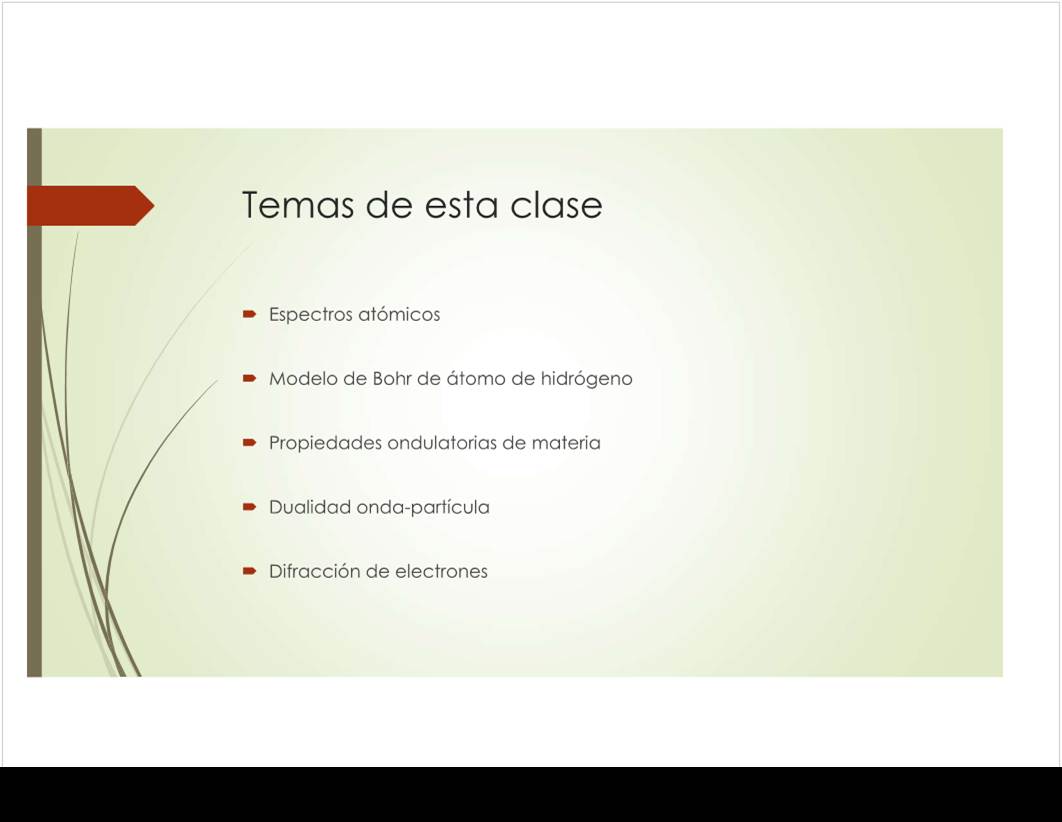 Temas de esta clase
Espectros atómicos
Modelo de Bohr de átomo de hidrógeno
Propiedades ondulatorias de materia
Dualidad onda-partícula
Difracción de electrones